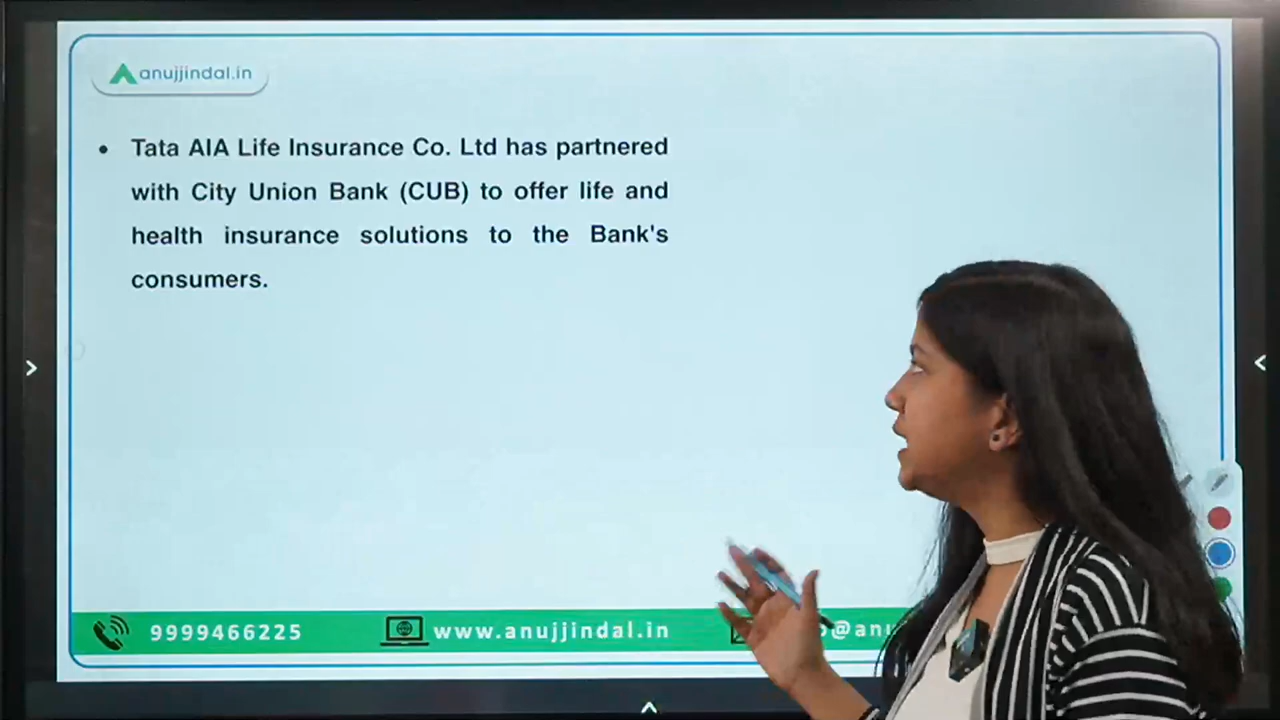 anujjindal.in
• Tata AIA Life Insurance Co. Ltd has partnered
with City Union Bank (CUB) to offer life and
health insurance solutions to the Bank's
consumers.
9999466225
www.anujjindal.in